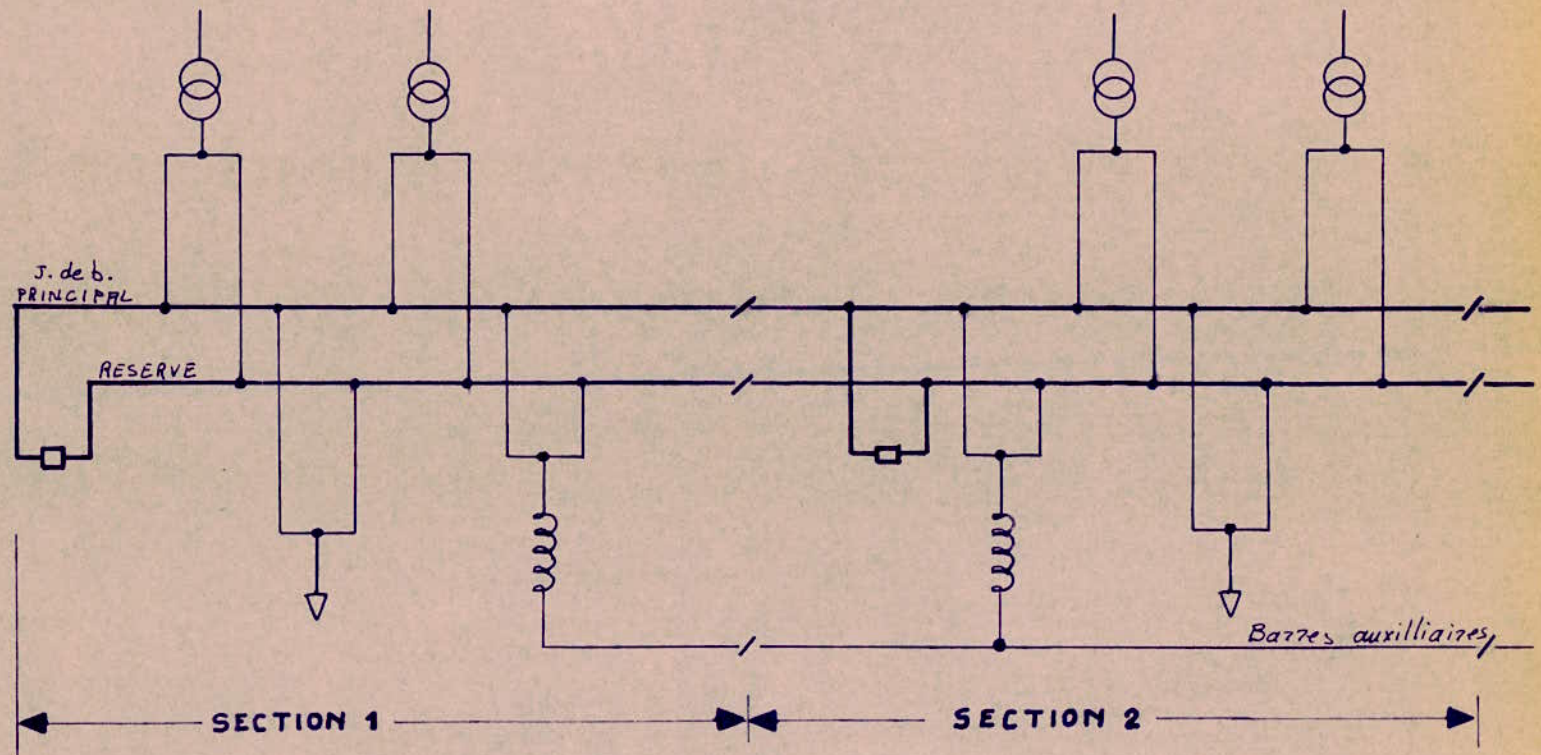 J. de b.
PRINCIPAL
RESERVE
Barres auxilliaires
SECTION 1
SECTION 2